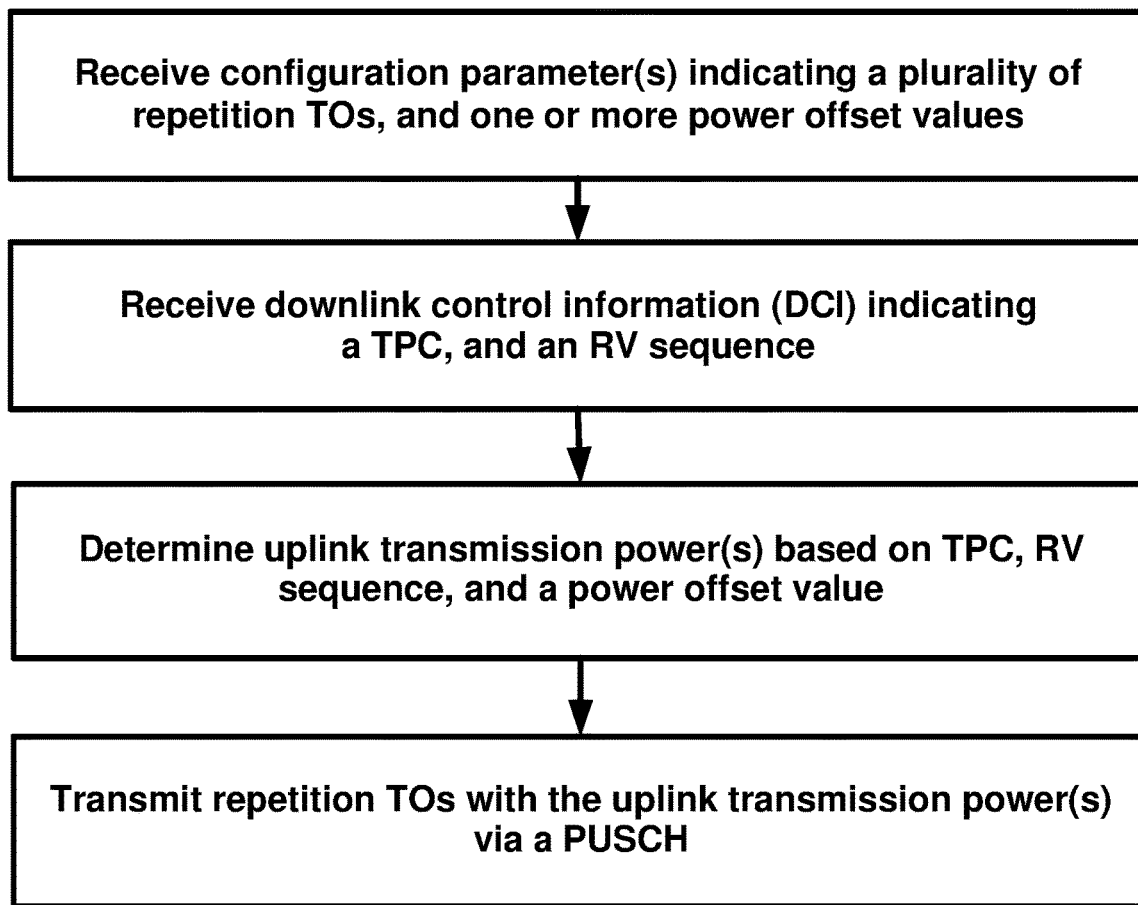 Receive configuration parameter(s) indicating a plurality of
repetition TOs, and one or more power offset values
Receive downlink control information (DCI) indicating
a TPC, and an RV sequence
Determine uplink transmission power(s) based on TPC, RV
sequence, and a power offset value
Transmit repetition TOs with the uplink transmission power(s)
via a PUSCH